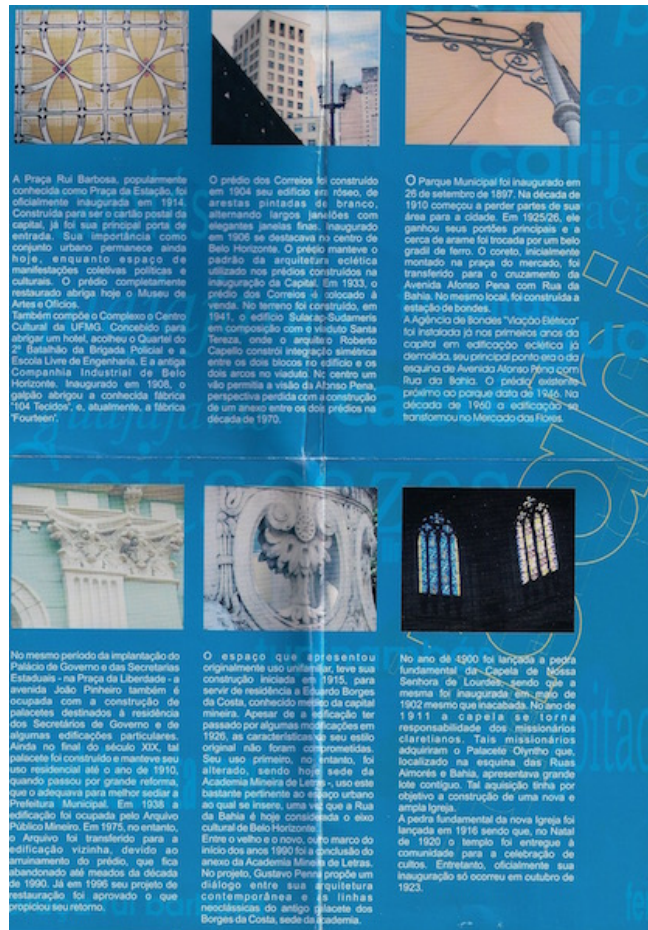 A Praça Rui Barbosa, popularmente
conhecida como Praça da Estação, foi
oficialmente inaugurada em 1914.
Construída para ser o cartão postal da
capital, já foi sua principal porta de
entrada. Sua importância como
conjunto urbano permanece ainda
hoje, enquanto espaço de
manifestações coletivas políticas e
culturais. O prédio completamente
restaurado abriga hoje o Museu de
Artes e Ofícios.
Também compõe o Complexo o Centro
Cultural da UFMG. Concebido para
abrigar um hotel, acolheu o Quartel do
2º Batalhão da Brigada Policial e a
Escola Livre de Engenharia. E a antiga
Companhia Industrial de Belo
Horizonte. Inaugurado em 1908, o
galpão abrigou a conhecida fábrica
"104 Tecidos" e, atualmente, a fábrica
"Fourteen".
O prédio dos Correios foi construído
em 1904 seu edifício em róseo, de
arestas pintadas de branco,
alternando largos janelões com
elegantes janelas finas. Inaugurado
em 1906 se destacava no centro de
Belo Horizonte. O prédio manteve o
padrão da arquitetura eclética
utilizado nos prédios construídos na
inauguração da Capital. Em 1933, o
prédio dos Correios é colocado à
venda. No terreno foi construído, em
1941, o edifício Sulacap-Sudameris
em composição com o viaduto Santa
Tereza, onde o arquiteto Roberto
Capello constrói integração simétrica
entre os dois blocos no edifício e os
dois arcos no viaduto. No centro um
vão permitia a visão da Afonso Pena,
perspectiva perdida com a construção
de um anexo entre os dois prédios na
década de 1970.
O Parque Municipal foi inaugurado em
26 de setembro de 1897. Na década de
1910 começou a perder partes de sua
área para a cidade. Em 1925/26, ele
ganhou seus portões principais e a
cerca de arame foi trocada por um belo
gradil de ferro. O coreto, inicialmente
montado na praça do mercado, foi
transferido para o cruzamento da
Avenida Afonso Pena com Rua da
Bahia. No mesmo local, foi construída a
estação de bondes.
A Agência de Bondes "Viação Elétrica"
foi instalada já nos primeiros anos da
capital em edificação eclética já
demolida, seu principal ponto era o da
esquina de Avenida Afonso Pena com
Rua da Bahia. O prédio existente
próximo ao parque data de 1946. Na
década de 1960 a edificação se
transformou no Mercado das Flores.
No mesmo período da implantação do
Palácio de Governo e das Secretarias
Estaduais - na Praça da Liberdade - a
avenida João Pinheiro também é
ocupada com a construção de
palacetes destinados à residência
dos Secretários de Governo e de
algumas edificações particulares.
Ainda no final do século XIX, tal
palacete foi construído e manteve seu
uso residencial até o ano de 1910,
quando passou por grande reforma,
que o adequava para melhor sediar a
Prefeitura Municipal. Em 1938 a
edificação foi ocupada pelo Arquivo
Público Mineiro. Em 1975, no entanto,
o Arquivo foi transferido para a
edificação vizinha, devido ao
arruinamento do prédio, que fica
abandonado até meados da década
de 1990. Já em 1996 seu projeto de
restauração foi aprovado o que
propiciou seu retorno.
O espaço que apresentou
originalmente uso unifamiliar, teve sua
construção iniciada em 1915, para
servir de residência a Eduardo Borges
da Costa, conhecido médico da capital
mineira. Apesar de a edificação ter
passado por algumas modificações em
1926, as características de seu estilo
original não foram comprometidas.
Seu uso primeiro, no entanto, foi
alterado, sendo hoje sede da
Academia Mineira de Letras -, uso este
bastante pertinente ao espaço urbano
ao qual se insere, uma vez que a Rua
da Bahia é hoje considerada o eixo
cultural de Belo Horizonte.
Entre o velho e o novo, outro marco do
início dos anos 1990 foi a conclusão do
anexo da Academia Mineira de Letras.
No projeto, Gustavo Penna propõe um
diálogo entre sua arquitetura
contemporânea e as linhas
neoclássicas do antigo palacete dos
Borges da Costa, sede da academia.
No ano de 1900 foi lançada a pedra
fundamental da Capela de Nossa
Senhora de Lourdes, sendo que a
mesma foi inaugurada em maio de
1902 mesmo que inacabada. No ano de
1911 a capela se torna
responsabilidade dos missionários
claretianos. Tais missionários
adquiriram o Palacete Olyntho que,
localizado na esquina das Ruas
Aimorés e Bahia, apresentava grande
lote contíguo. Tal aquisição tinha por
objetivo a construção de uma nova e
ampla Igreja.
A pedra fundamental da nova Igreja foi
lançada em 1916 sendo que, no Natal
de 1920 o templo foi entregue à
comunidade para a celebração de
cultos. Entretanto, oficialmente sua
inauguração só ocorreu em outubro de
1923.